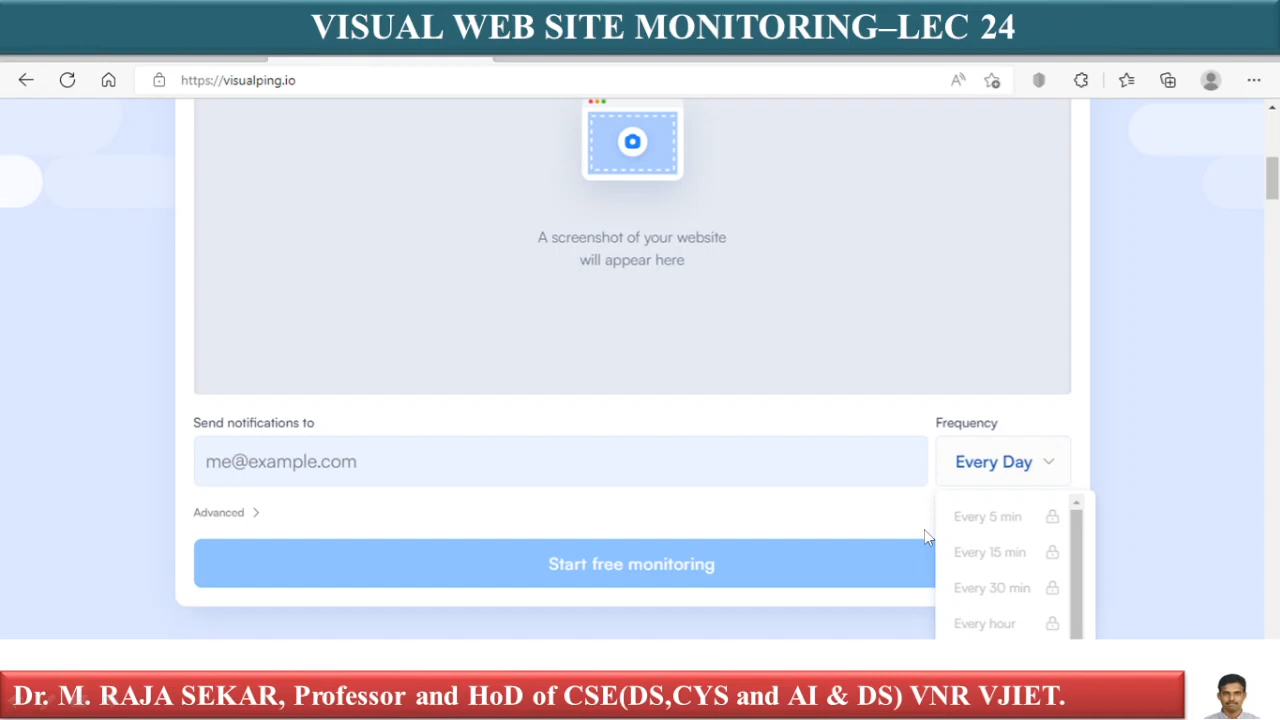 VISUAL WEB SITE MONITORING–LEC 24
https://visualping.io
A screenshot of your website
will appear here
Send notifications to
Frequency
me@example.com
Every Day
Advanced
Every 5 min
Every 15 min
Start free monitoring
Every 30 min
Every hour
Dr. M. RAJA SEKAR, Professor and HoD of CSE(DS,CYS and AI & DS) VNR VJIET.